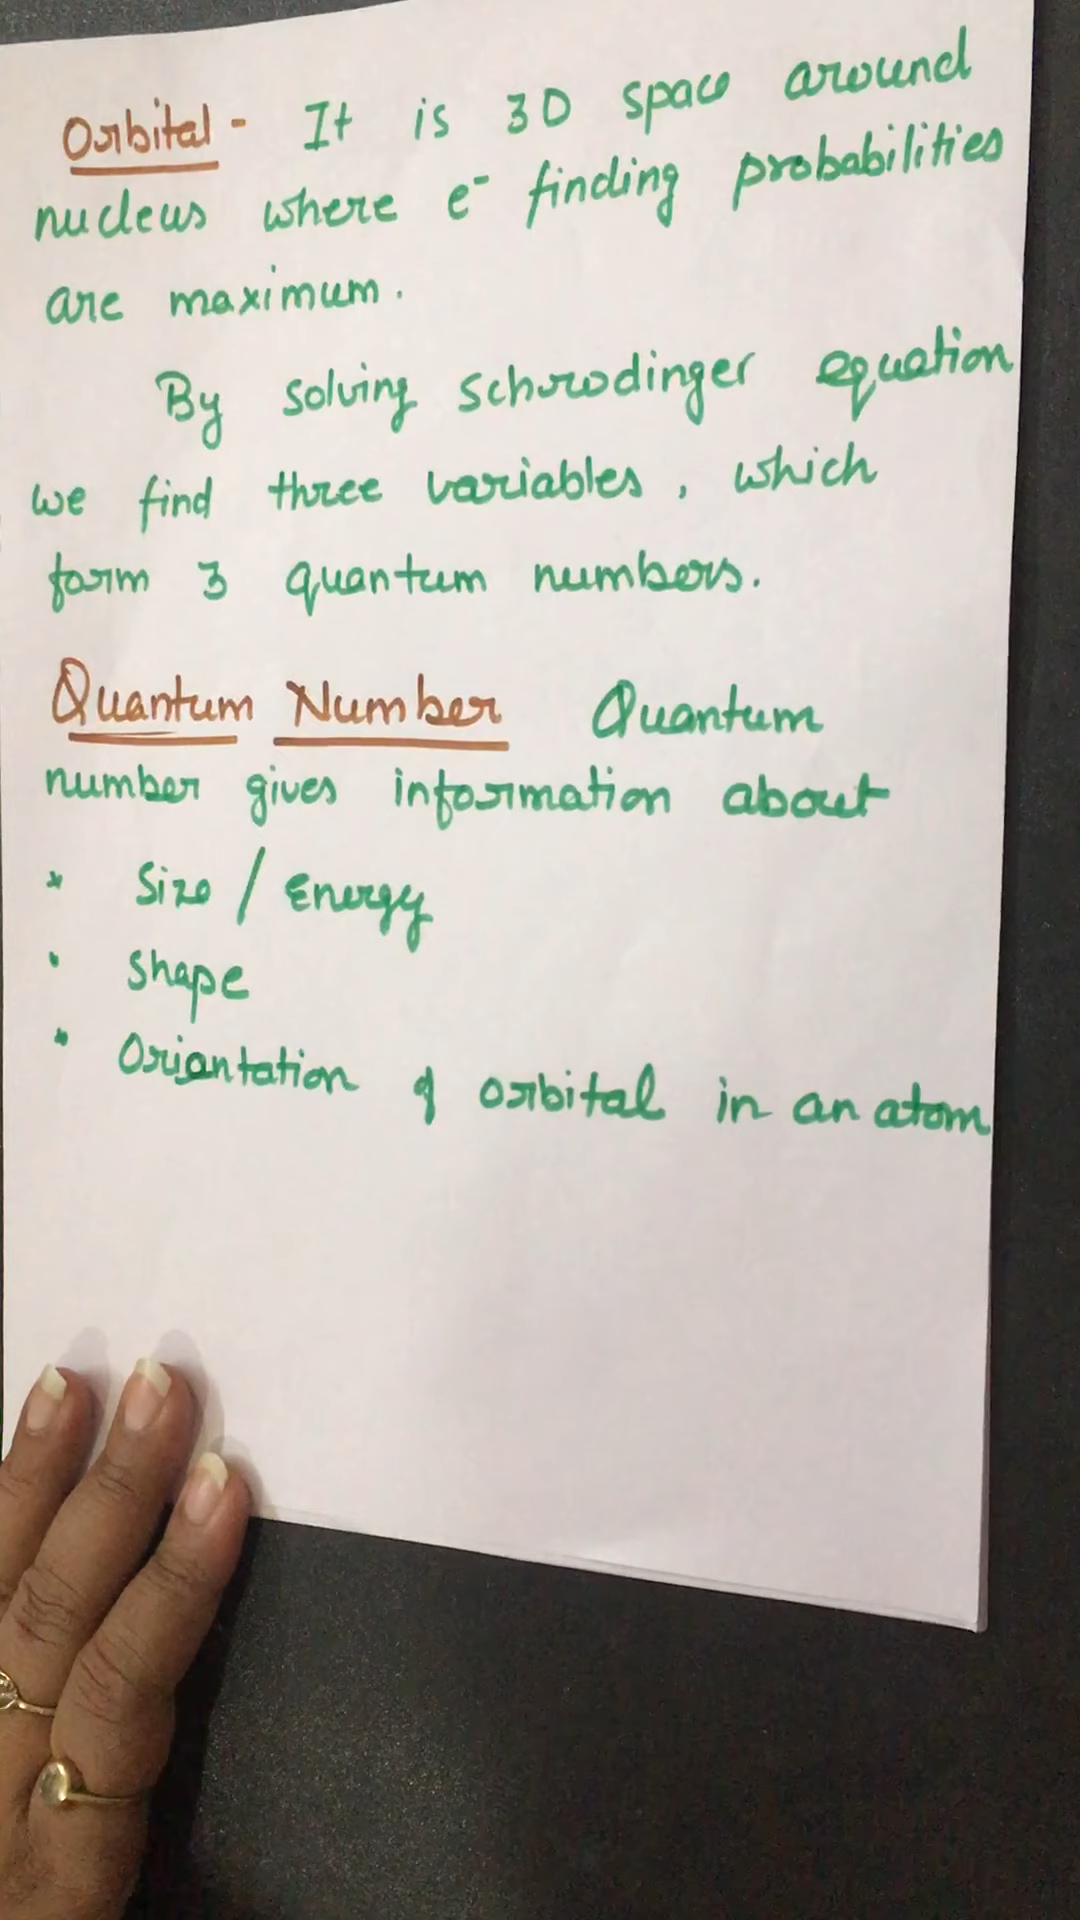 Orbital - It is 3D space around
nucleus where e⁻ finding probabilities
are maximum.
By solving schrodinger equation
we find three variables, which
form 3 quantum numbers.
Quantum Number Quantum
number gives information about
* Size / Energy
• Shape
* Oriantation of orbital in an atom